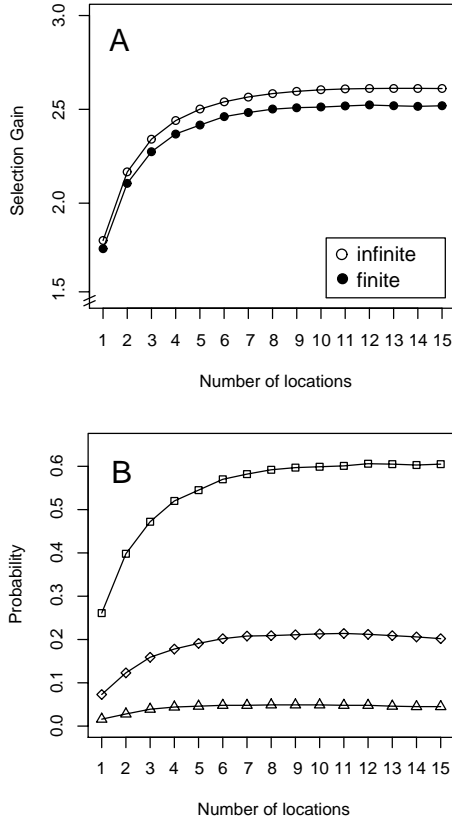 A
3.0
2.5
2.0
1.5
Selection Gain
infinite
finite
1 2 3 4 5 6 7 8 9 10 11 12 13 14 15
Number of locations
B
0.6
0.5
0.4
0.3
0.2
0.1
0.0
Probability
1 2 3 4 5 6 7 8 9 10 11 12 13 14 15
Number of locations